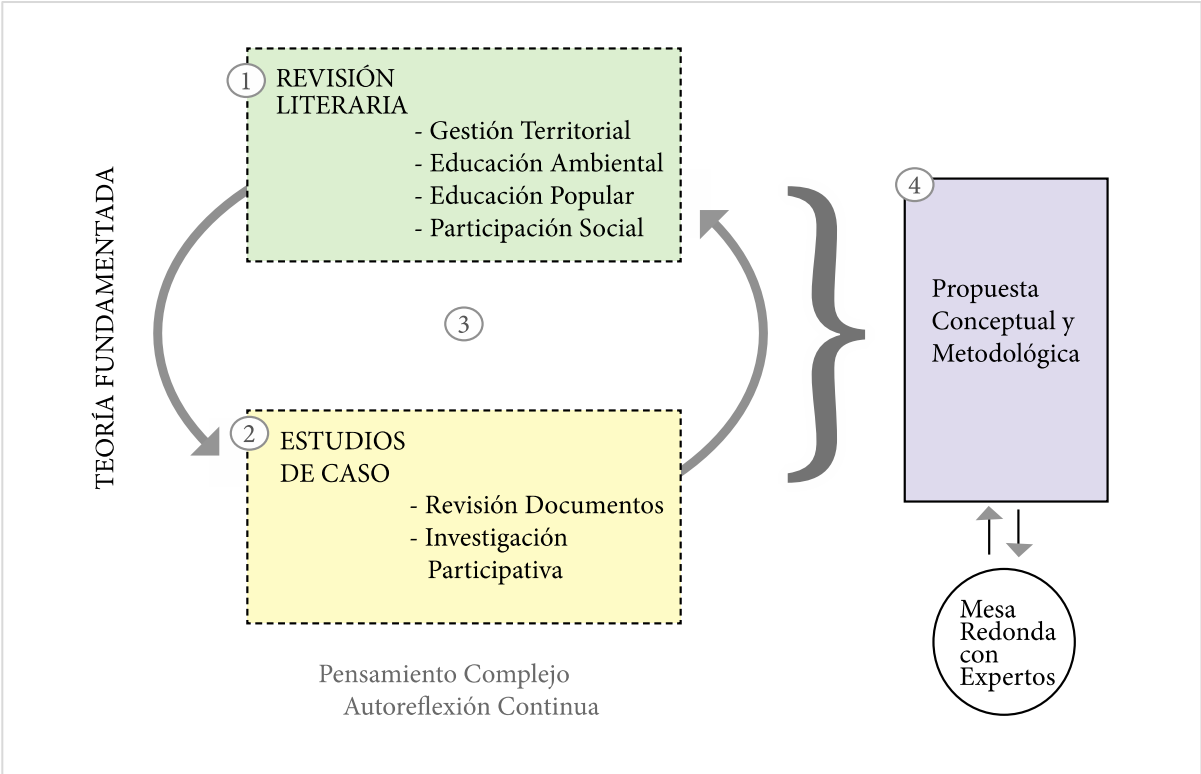 1
REVISIÓN
LITERARIA
- Gestión Territorial
- Educación Ambiental
- Educación Popular
- Participación Social
TEORÍA FUNDAMENTADA
3
2
ESTUDIOS
DE CASO
- Revisión Documentos
- Investigación
Participativa
Pensamiento Complejo
Autoreflexión Continua
4
Propuesta
Conceptual y
Metodológica
Mesa
Redonda
con
Expertos